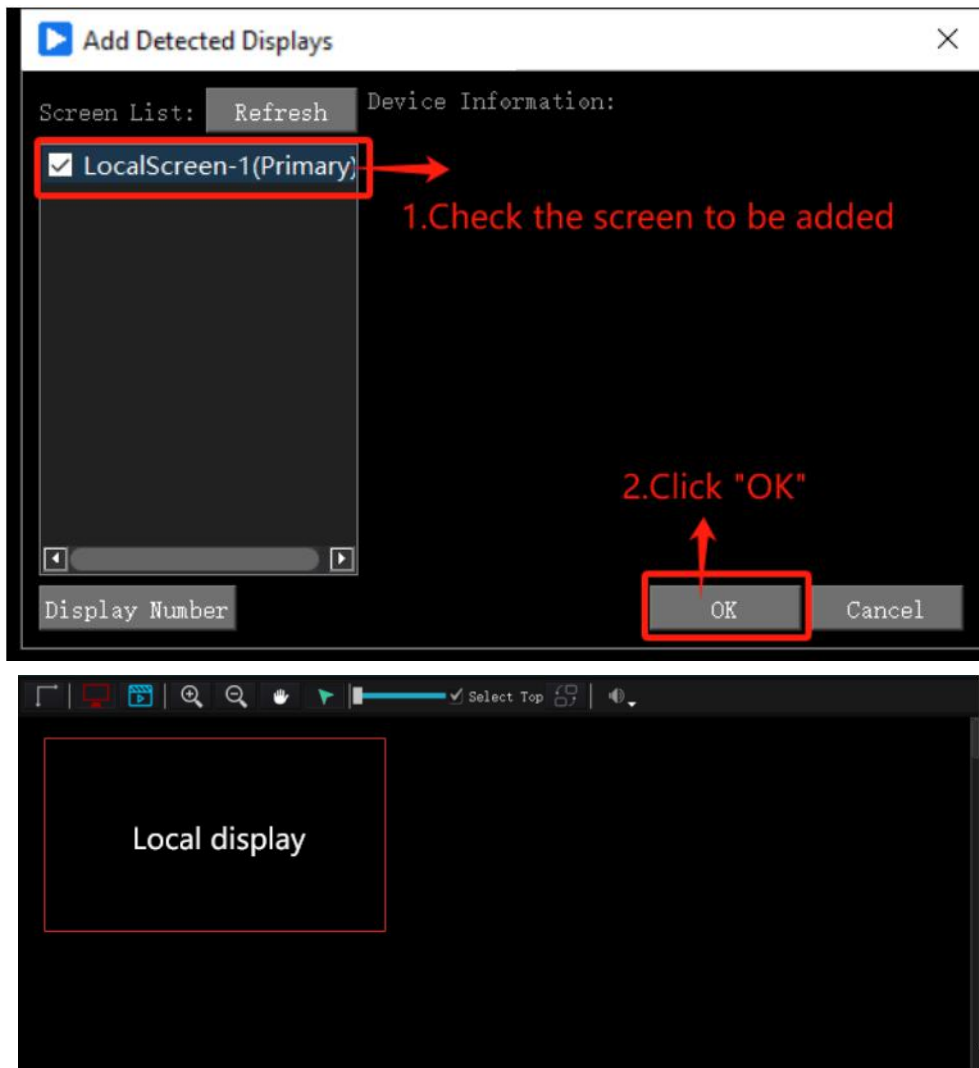 Add Detected Displays
Screen List: Refresh Device Information:
LocalScreen-1(Primary)
1.Check the screen to be added
2.Click "OK"
Display Number OK Cancel
Select Top
Local display